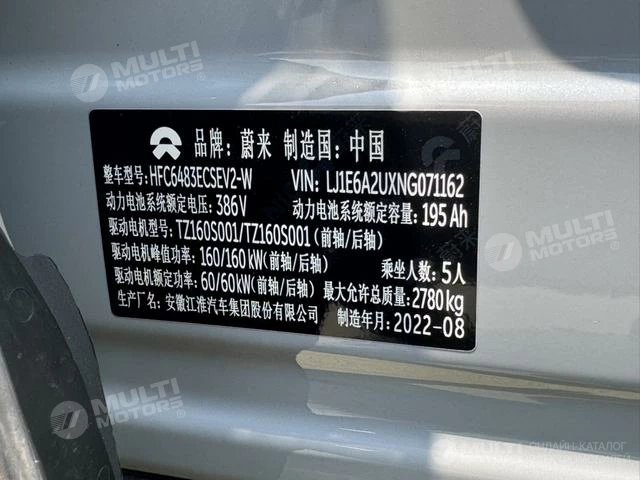 MULTI
MOTORS
MULTI
MOTORS
品牌：蔚来 制造国：中国
整车型号：HFC6483ECSEV2-W VIN：LJ1E6A2UXNG071162
动力电池系统额定电压：386V 动力电池系统额定容量：195Ah
驱动电机型号：TZ160S001/TZ160S001（前轴/后轴）
驱动电机峰值功率：160/160kW（前轴/后轴） 乘坐人数：5人
驱动电机额定功率：60/60kW（前轴/后轴） 最大允许总质量：2780kg
生产厂名：安徽江淮汽车集团股份有限公司 制造年月：2022-08
MULTI
MOTORS
ОНЛАЙН-КАТАЛОГ